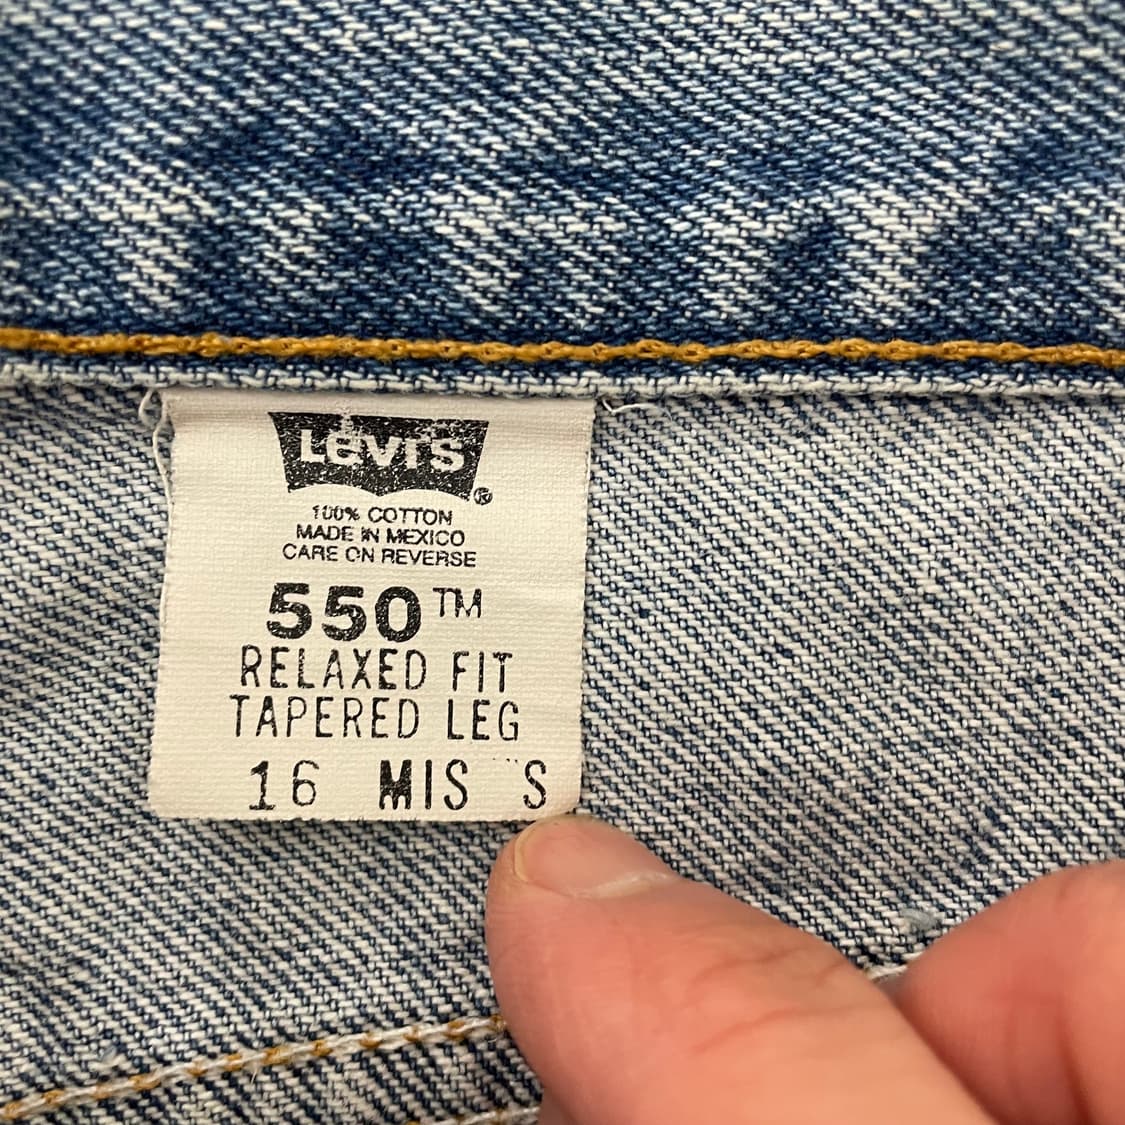 Levi's ®
100% COTTON
MADE IN MEXICO
CARE ON REVERSE
550™
RELAXED FIT
TAPERED LEG
16 MIS S